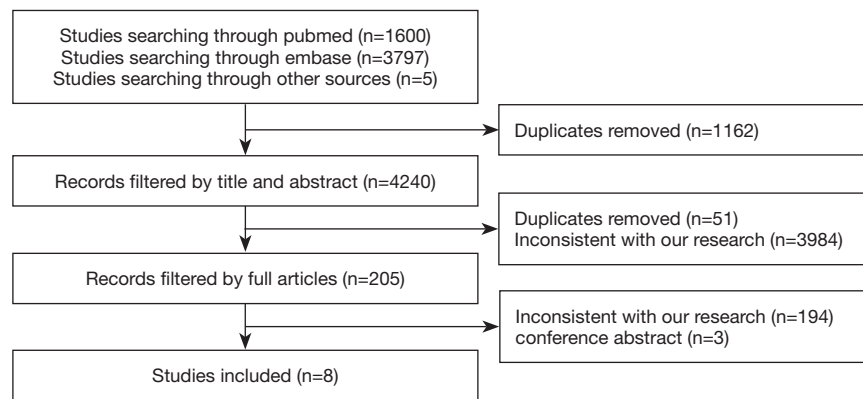 Studies searching through pubmed (n=1600)
Studies searching through embase (n=3797)
Studies searching through other sources (n=5)
Duplicates removed (n=1162)
Records filtered by title and abstract (n=4240)
Duplicates removed (n=51)
Inconsistent with our research (n=3984)
Records filtered by full articles (n=205)
Inconsistent with our research (n=194)
conference abstract (n=3)
Studies included (n=8)